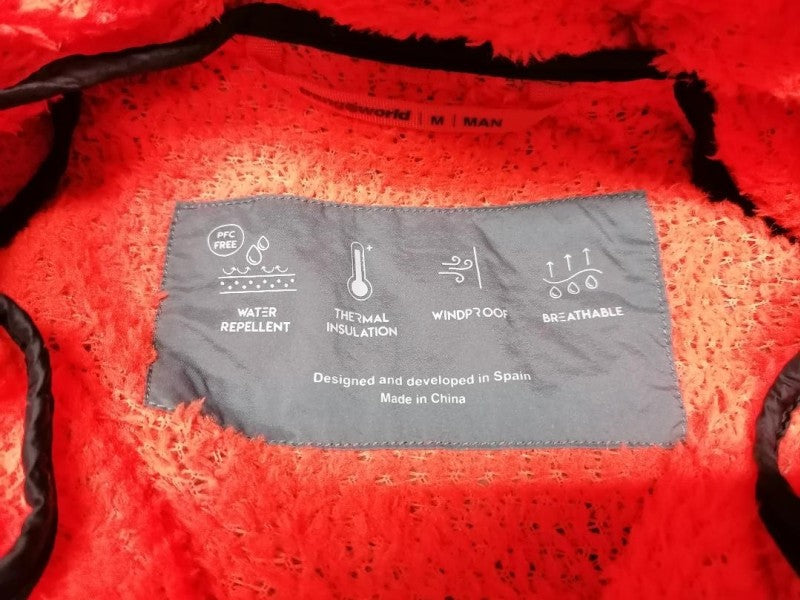 M | MAN
PFC
FREE
WATER
REPELLENT
THERMAL
INSULATION
WINDPROOF
BREATHABLE
Designed and developed in Spain
Made in China